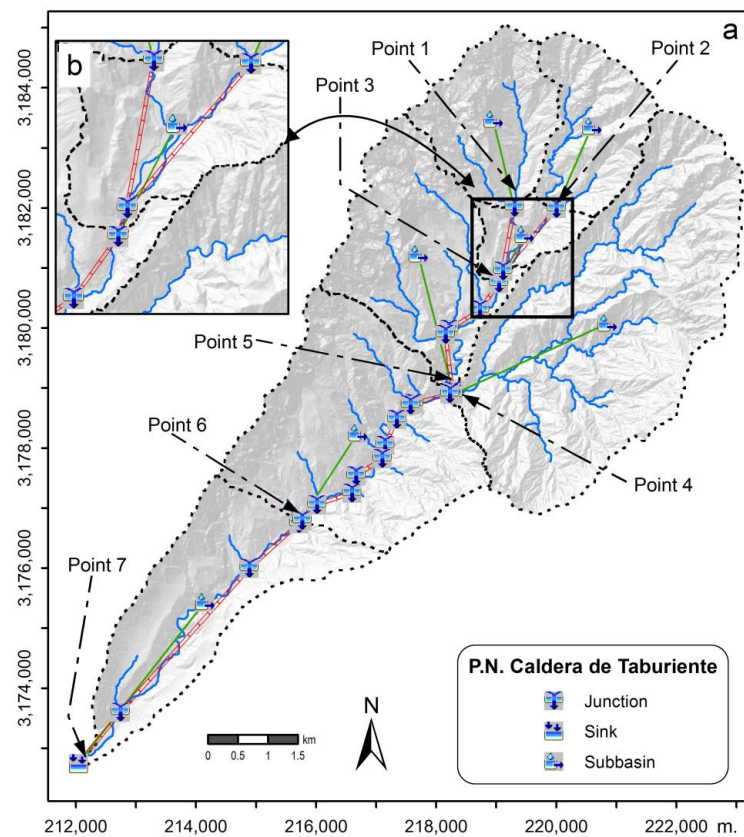 b
a
Point 1
Point 2
Point 3
Point 5
Point 6
Point 4
Point 7
3,184,000
3,182,000
3,180,000
3,178,000
3,176,000
3,174,000
N
0 0.5 1 1.5
km
P.N. Caldera de Taburiente
Junction
Sink
Subbasin
212,000 214,000 216,000 218,000 220,000 222,000 m.